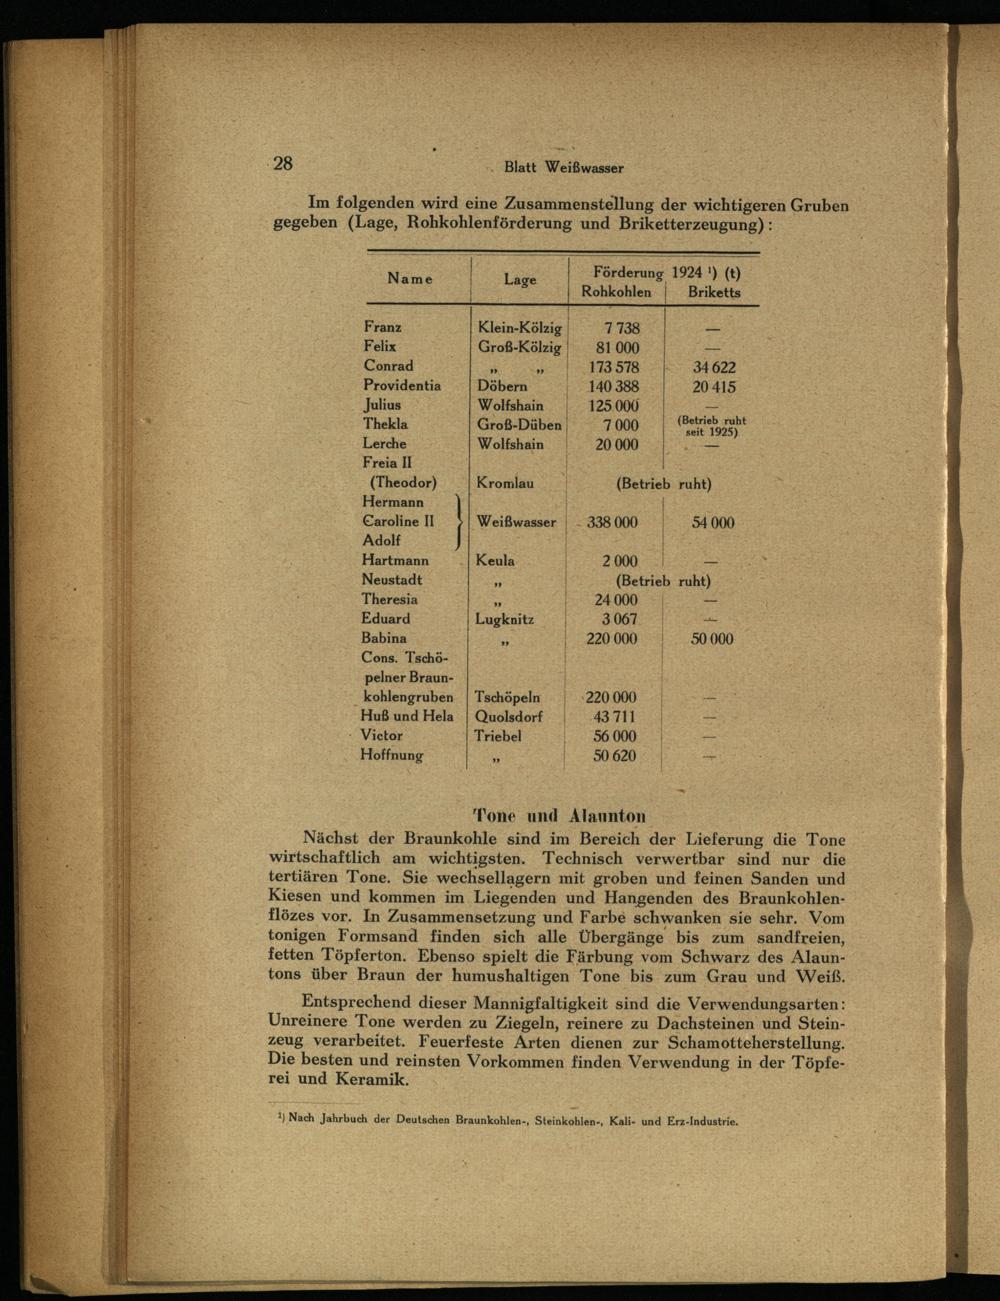 28
Blatt Weißwasser
Im folgenden wird eine Zusammenstellung der wichtigeren Gruben
gegeben (Lage, Rohkohlenförderung und Briketterzeugung):
Name Lage Förderung 1924 ¹) (t)
Rohkohlen Briketts
Franz Klein-Kölzig 7 738 —
Felix Groß-Kölzig 81 000 —
Conrad „ „ 173 578 34 622
Providentia Döbern 140 388 20 415
Julius Wolfshain 125 000 —
Thekla Groß-Düben 7 000 (Betrieb ruht
seit 1925)
Lerche Wolfshain 20 000 —
Freia II
(Theodor) Kromlau (Betrieb ruht)
Hermann
Caroline II } Weißwasser 338 000 54 000
Adolf
Hartmann Keula 2 000 —
Neustadt „ (Betrieb ruht)
Theresia „ 24 000 —
Eduard Lugknitz 3 067 —
Babina „ 220 000 50 000
Cons. Tschö-
pelner Braun-
kohlengruben Tschöpeln 220 000 —
Huß und Hela Quolsdorf 43 711 —
Victor Triebel 56 000 —
Hoffnung „ 50 620 —
Tone und Alaunton
Nächst der Braunkohle sind im Bereich der Lieferung die Tone
wirtschaftlich am wichtigsten. Technisch verwertbar sind nur die
tertiären Tone. Sie wechsellagern mit groben und feinen Sanden und
Kiesen und kommen im Liegenden und Hangenden des Braunkohlen-
flözes vor. In Zusammensetzung und Farbe schwanken sie sehr. Vom
tonigen Formsand finden sich alle Übergänge bis zum sandfreien,
fetten Töpferton. Ebenso spielt die Färbung vom Schwarz des Alaun-
tons über Braun der humushaltigen Tone bis zum Grau und Weiß.
Entsprechend dieser Mannigfaltigkeit sind die Verwendungsarten:
Unreinere Tone werden zu Ziegeln, reinere zu Dachsteinen und Stein-
zeug verarbeitet. Feuerfeste Arten dienen zur Schamotteherstellung.
Die besten und reinsten Vorkommen finden Verwendung in der Töpfe-
rei und Keramik.
¹) Nach Jahrbuch der Deutschen Braunkohlen-, Steinkohlen-, Kali- und Erz-Industrie.